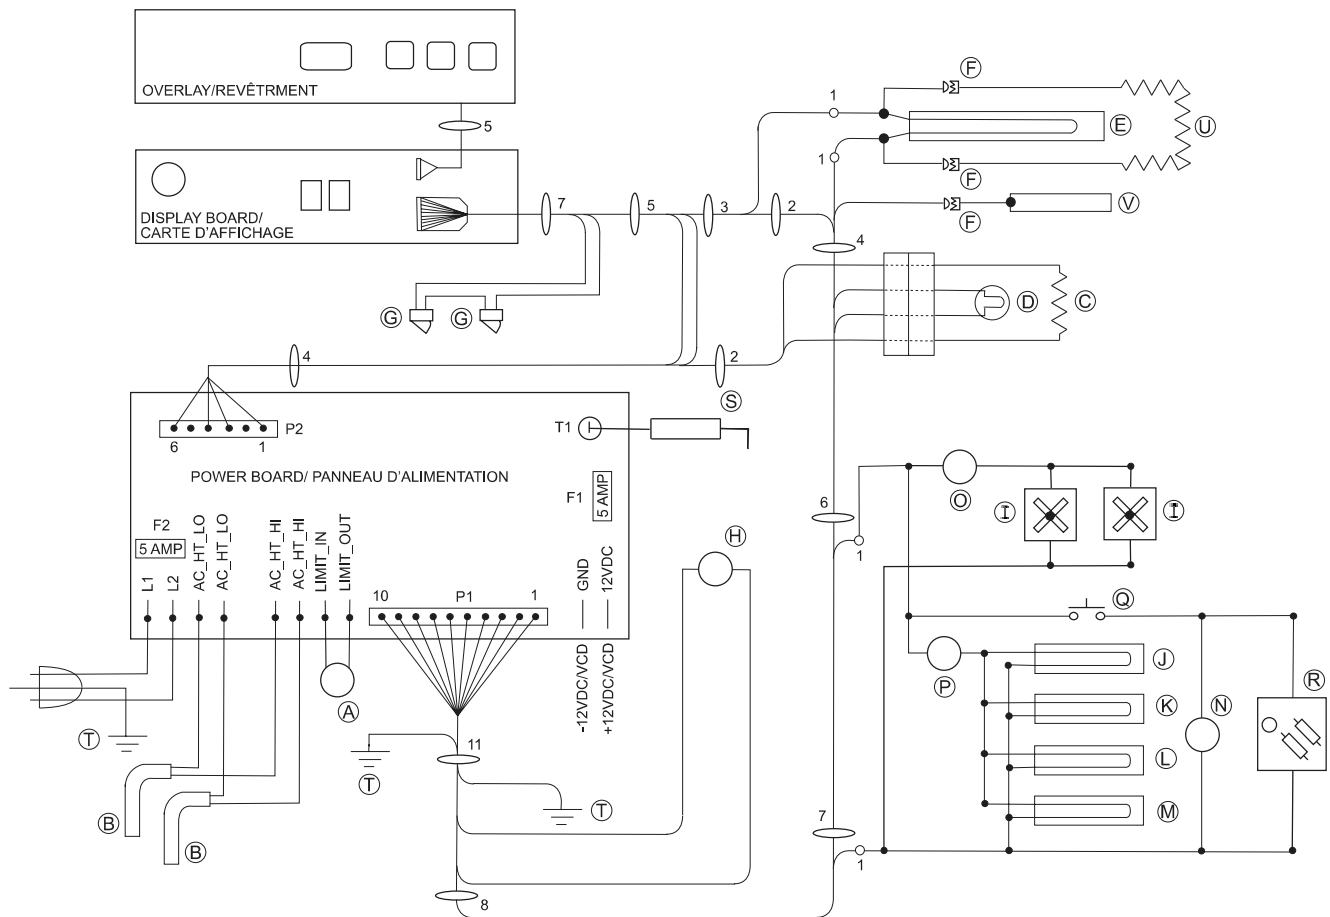 OVERLAY/REVÊTRMENT
5
DISPLAY BOARD/
CARTE D'AFFICHAGE
7
5
3
2
1
1
F
E
U
F
F
V
4
D
C
G
G
4
2
S
T1
6
1
P2
POWER BOARD/ PANNEAU D'ALIMENTATION
F1
5 AMP
F2
5 AMP
L1
L2
AC_HT_LO
AC_HT_LO
AC_HT_HI
AC_HT_HI
LIMIT_IN
LIMIT_OUT
10
P1
1
GND
12VDC
-12VDC/VCD
+12VDC/VCD
H
6
1
O
I
I
Q
P
J
K
L
M
N
R
A
T
T
11
T
B
B
7
1
8